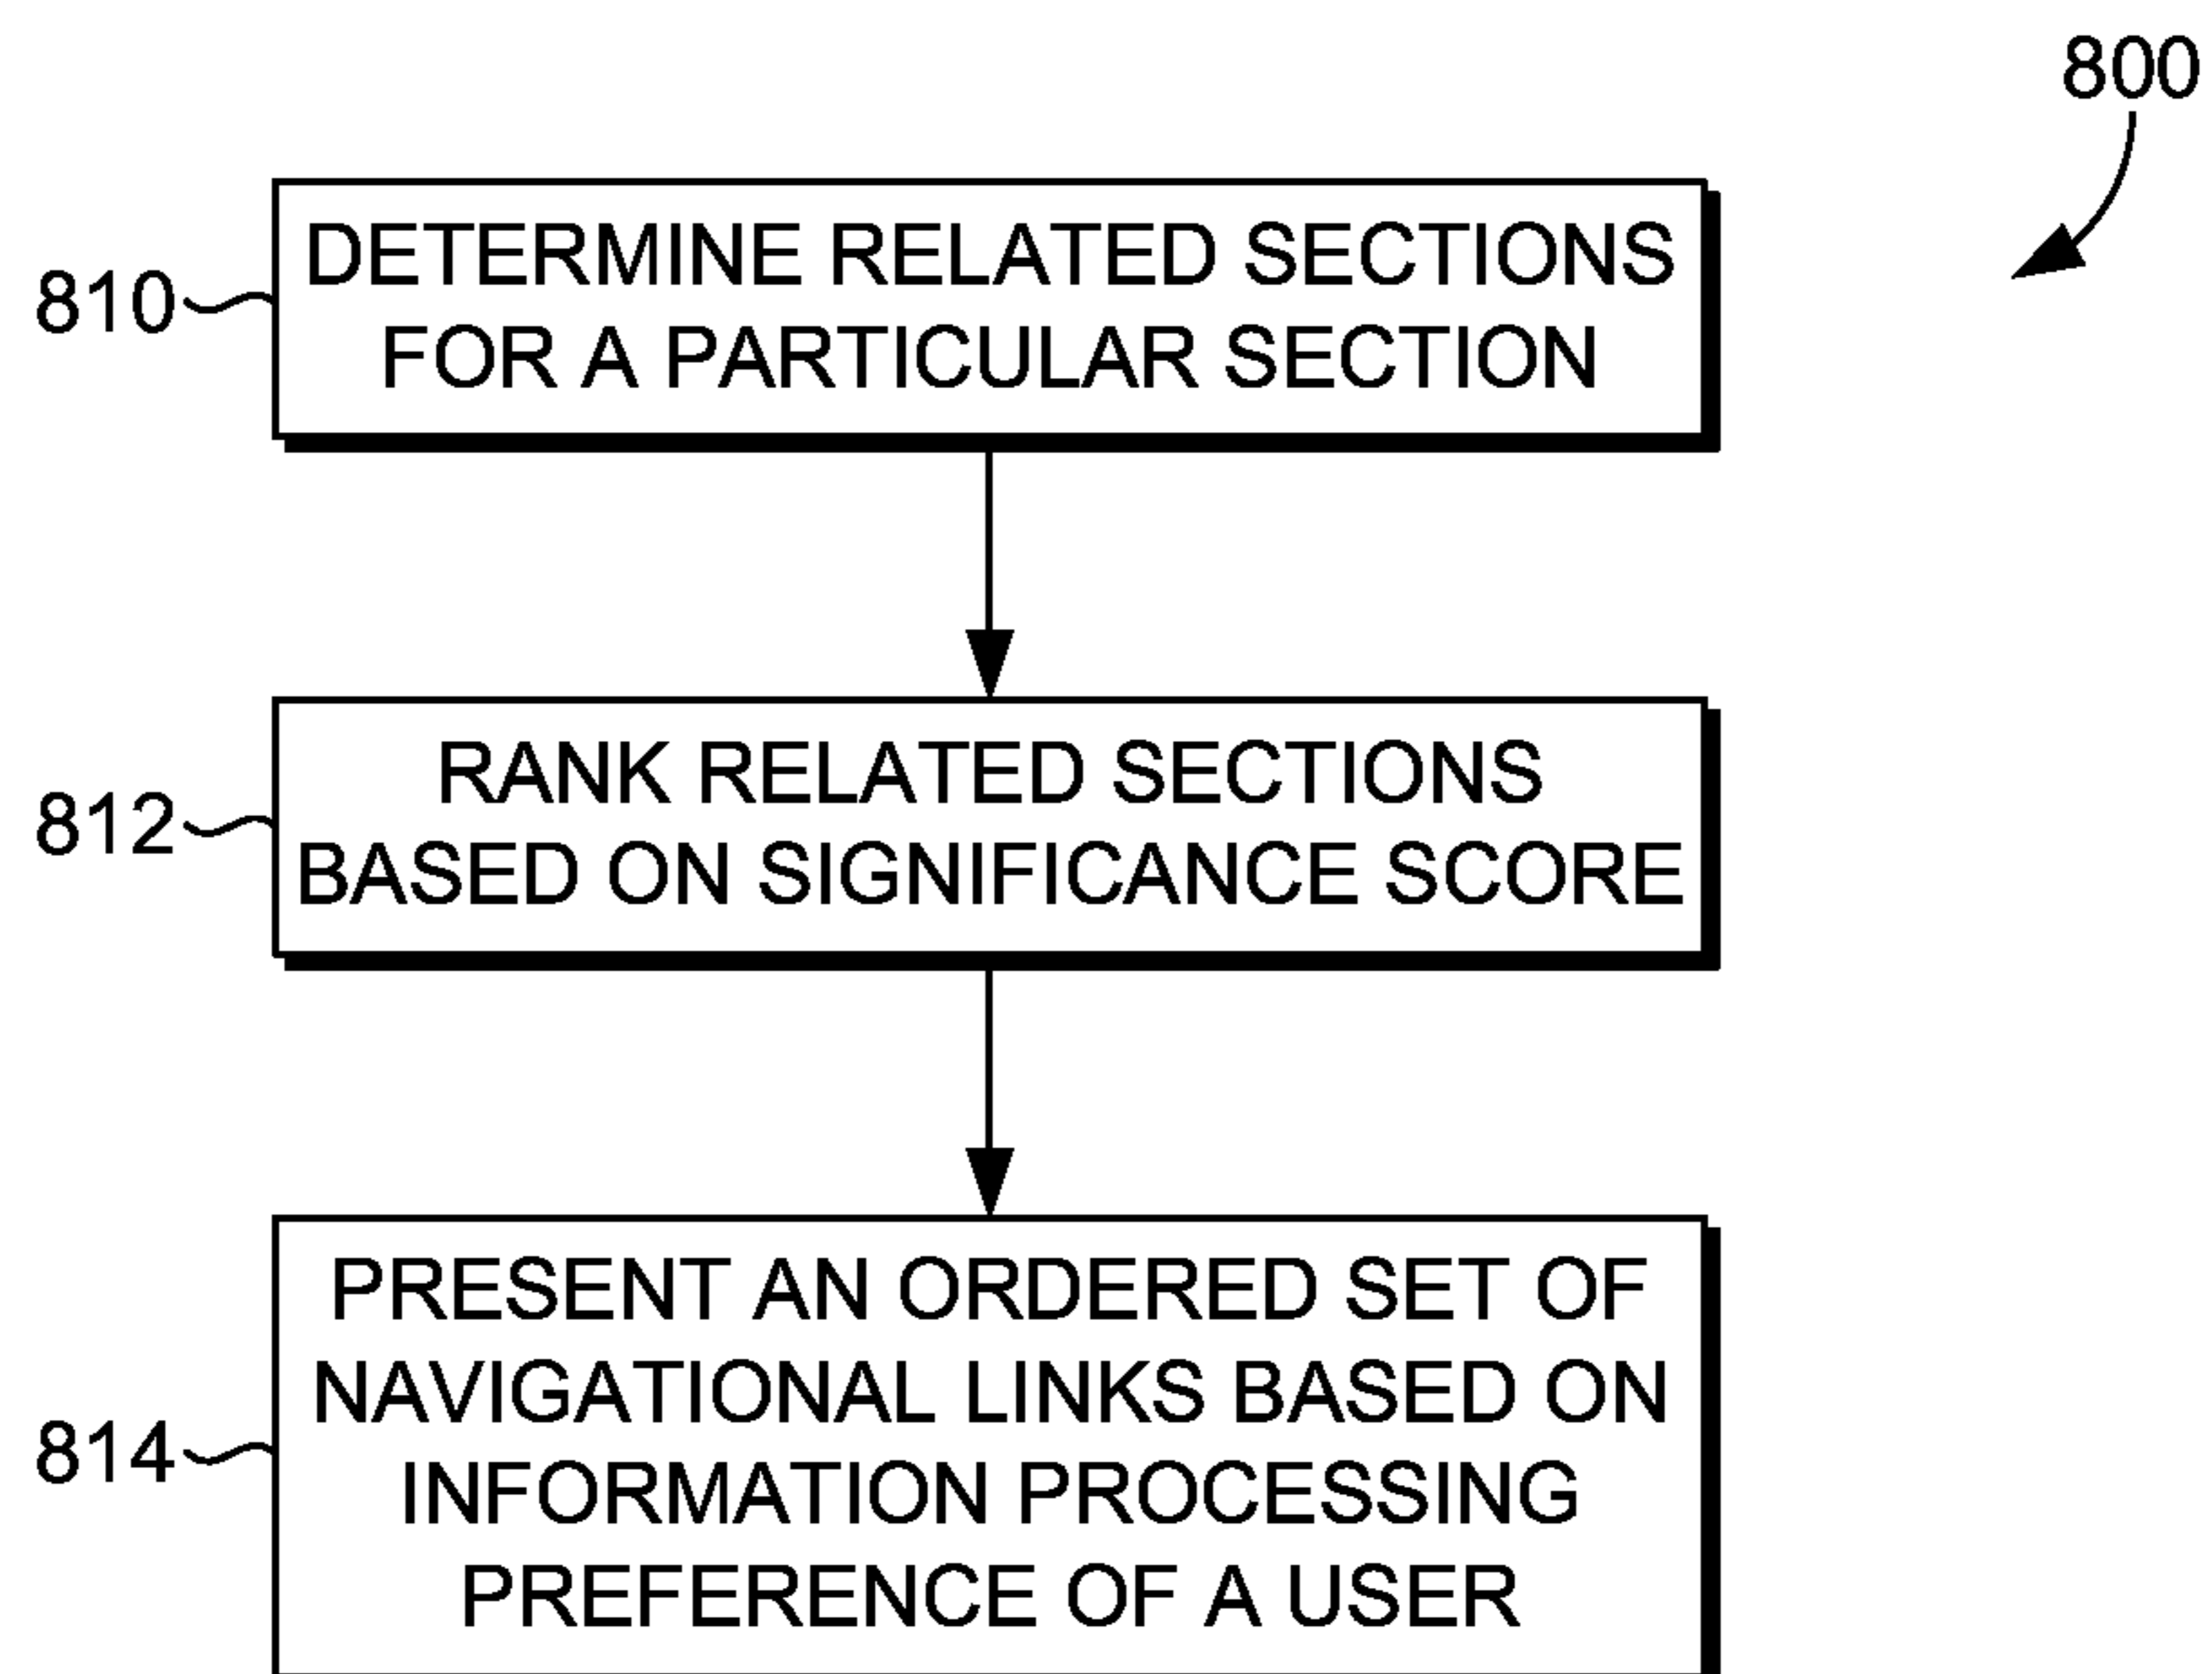 800
810
DETERMINE RELATED SECTIONS
FOR A PARTICULAR SECTION
812
RANK RELATED SECTIONS
BASED ON SIGNIFICANCE SCORE
814
PRESENT AN ORDERED SET OF
NAVIGATIONAL LINKS BASED ON
INFORMATION PROCESSING
PREFERENCE OF A USER